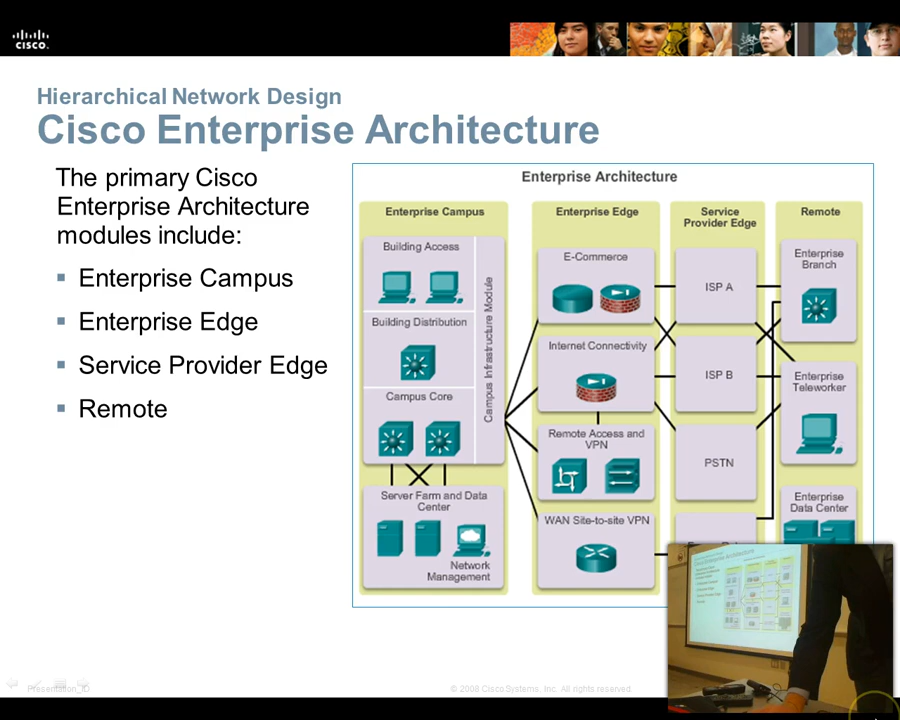 CISCO
Hierarchical Network Design
Cisco Enterprise Architecture
The primary Cisco
Enterprise Architecture
modules include:
Enterprise Campus
Enterprise Edge
Service Provider Edge
Remote
Enterprise Architecture
Enterprise Campus
Building Access
Building Distribution
Campus Core
Campus Infrastructure Module
Server Farm and Data
Center
Network
Management
Enterprise Edge
E-Commerce
Internet Connectivity
Remote Access and
VPN
WAN Site-to-site VPN
Service
Provider Edge
ISP A
ISP B
PSTN
Remote
Enterprise
Branch
Enterprise
Teleworker
Enterprise
Data Center
Presentation_ID
© 2008 Cisco Systems, Inc. All rights reserved.